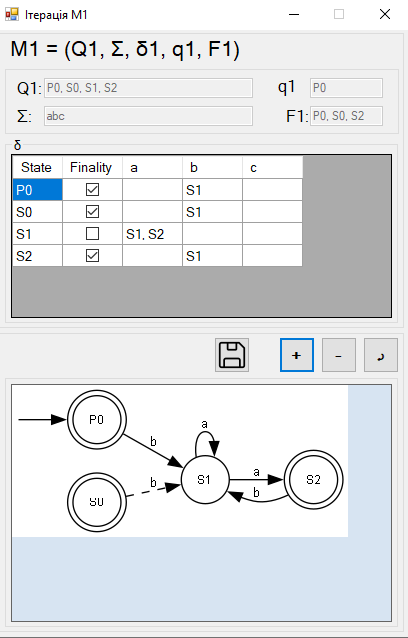 Ітерація M1
M1 = (Q1, Σ, δ1, q1, F1)
Q1: P0, S0, S1, S2 q1 P0
Σ: abc F1: P0, S0, S2
δ
State Finality a b c
P0 S1
S0 S1
S1 S1, S2
S2 S1
+ -
P0
b
a
S0 b S1 a S2
b